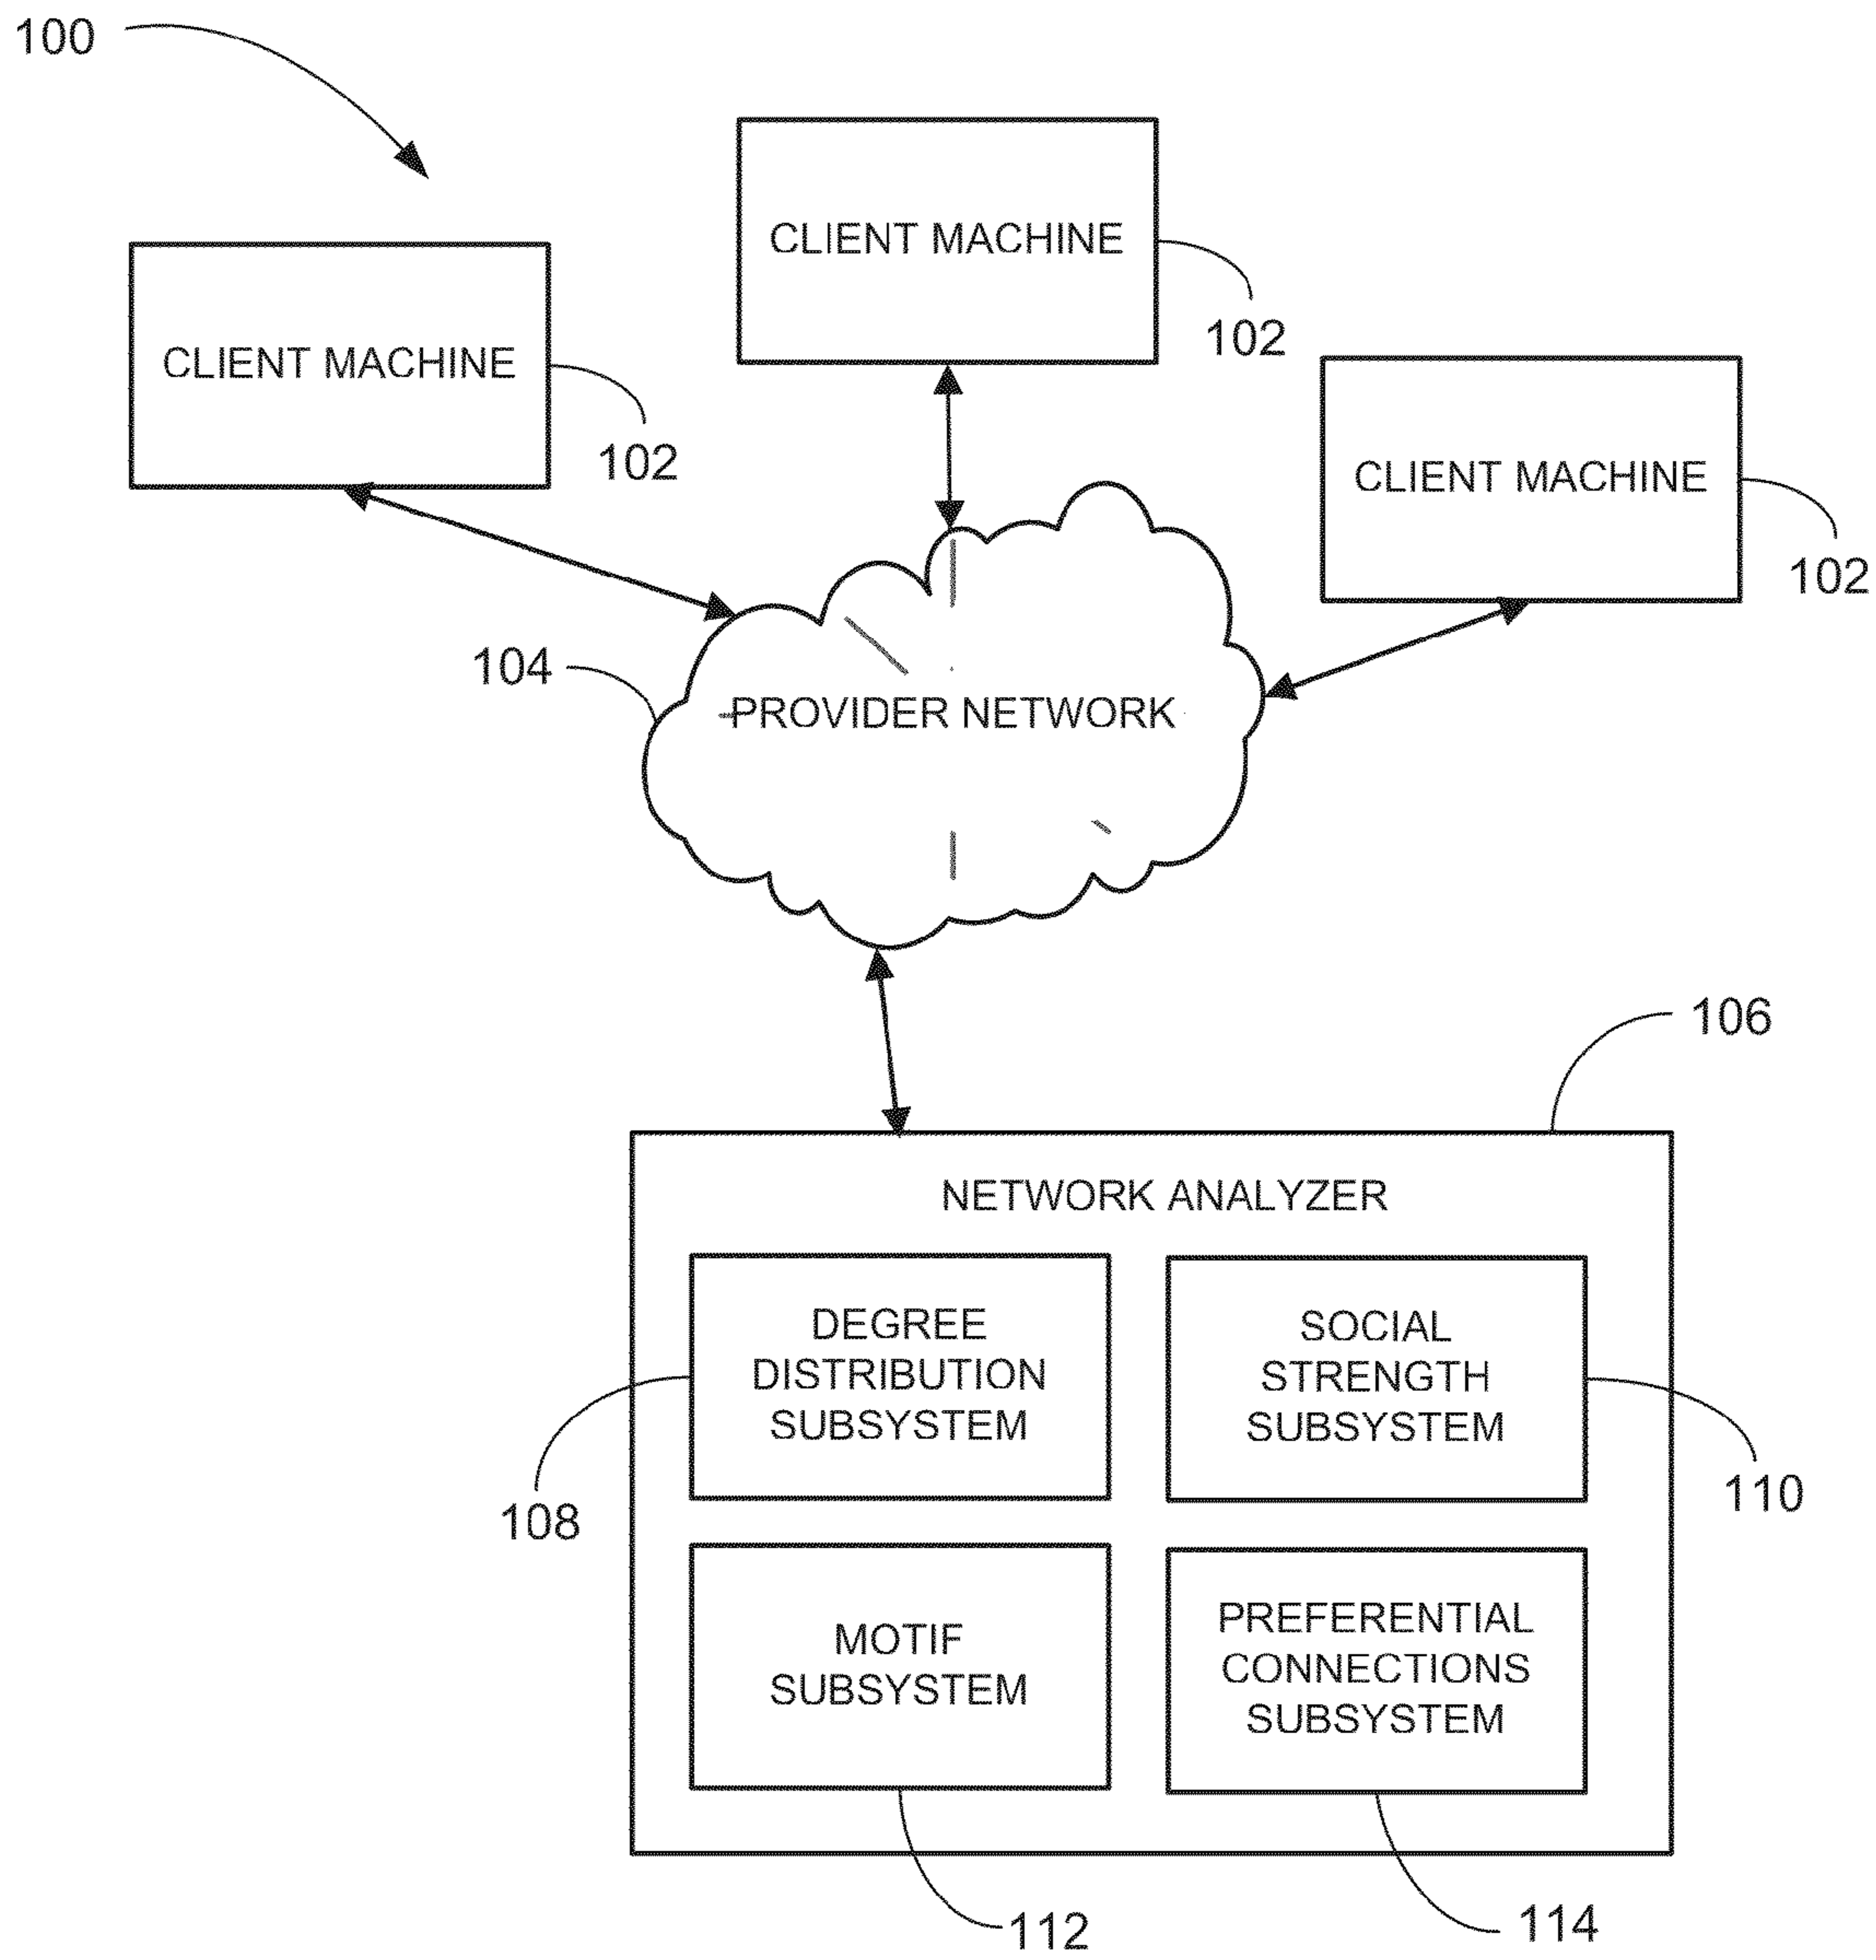 100
CLIENT MACHINE
102
CLIENT MACHINE
102
CLIENT MACHINE
102
104
PROVIDER NETWORK
106
NETWORK ANALYZER
DEGREE
DISTRIBUTION
SUBSYSTEM
108
SOCIAL
STRENGTH
SUBSYSTEM
110
MOTIF
SUBSYSTEM
112
PREFERENTIAL
CONNECTIONS
SUBSYSTEM
114